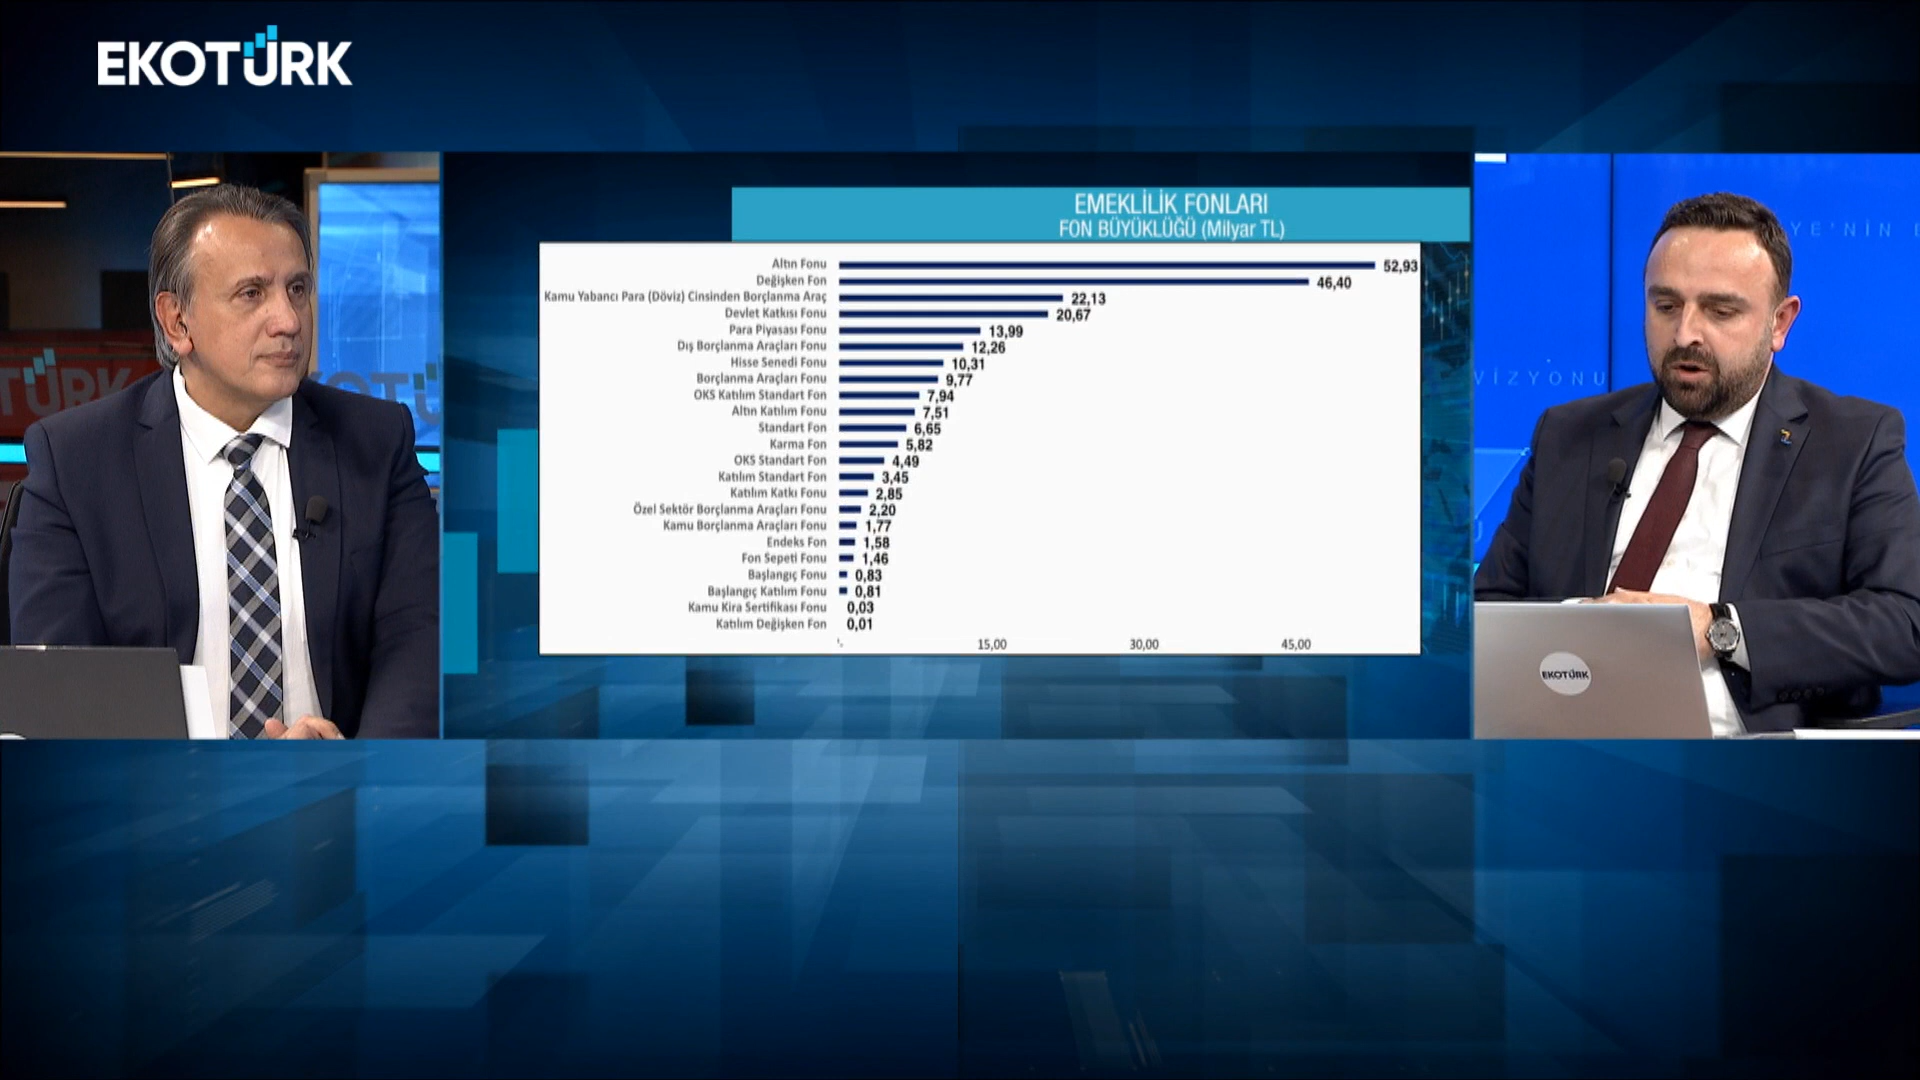 EKOTÜRK
EMEKLİLİK FONLARI
FON BÜYÜKLÜĞÜ (Milyar TL)
Altın Fonu 52,93
Değişken Fon 46,40
Kamu Yabancı Para (Döviz) Cinsinden Borçlanma Araç 22,13
Devlet Katkısı Fonu 20,67
Para Piyasası Fonu 13,99
Dış Borçlanma Araçları Fonu 12,26
Hisse Senedi Fonu 10,31
Borçlanma Araçları Fonu 9,77
OKS Katılım Standart Fon 7,94
Altın Katılım Fonu 7,51
Standart Fon 6,65
Karma Fon 5,82
OKS Standart Fon 4,49
Katılım Standart Fon 3,45
Katılım Katkı Fonu 2,85
Özel Sektör Borçlanma Araçları Fonu 2,20
Kamu Borçlanma Araçları Fonu 1,77
Endeks Fon 1,58
Fon Sepeti Fonu 1,46
Başlangıç Fonu 0,83
Başlangıç Katılım Fonu 0,81
Kamu Kira Sertifikası Fonu 0,03
Katılım Değişken Fon 0,01
15,00 30,00 45,00
TÜRK
KOTÜ
YE'NİN E
VİZYONU
EKOTÜRK